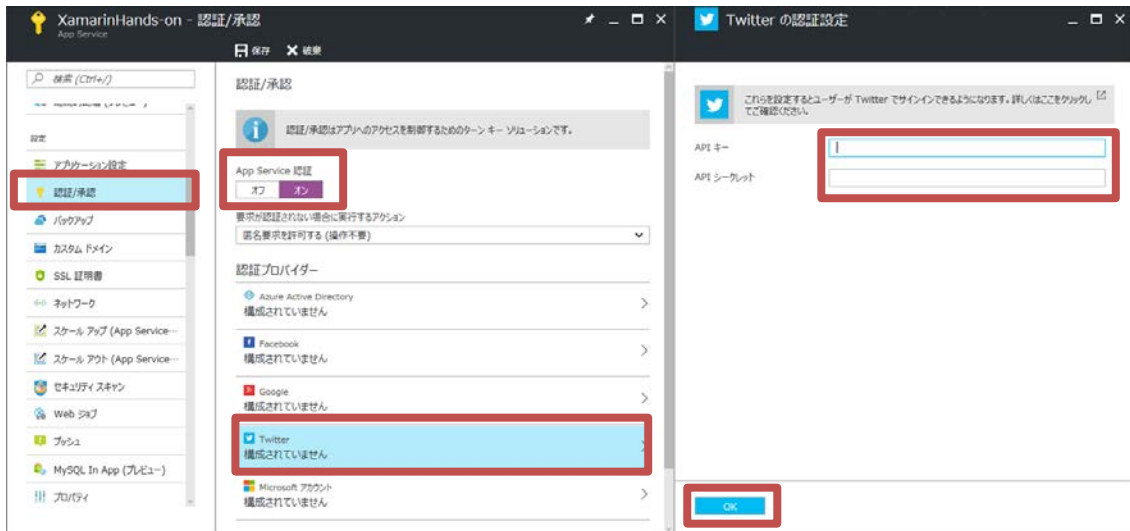 XamarinHands-on - 認証/承認
App Service
保存
破棄
検索 (Ctrl+/)
設定
アプリケーション設定
認証/承認
バックアップ
カスタム ドメイン
SSL 証明書
ネットワーク
スケール アップ (App Service…
スケール アウト (App Service…
セキュリティ スキャン
Web ジョブ
プッシュ
MySQL In App (プレビュー)
プロパティ
認証/承認
認証/承認はアプリへのアクセスを制御するためのターン キー ソリューションです。
App Service 認証
オフ オン
要求が認証されない場合に実行するアクション
匿名要求を許可する (操作不要)
認証プロバイダー
Azure Active Directory
構成されていません
Facebook
構成されていません
Google
構成されていません
Twitter
構成されていません
Microsoft アカウント
構成されていません
Twitter の認証設定
これらを設定するとユーザーが Twitter でサインインできるようになります。詳しくはここをクリックし
てご確認ください。
API キー
API シークレット
OK